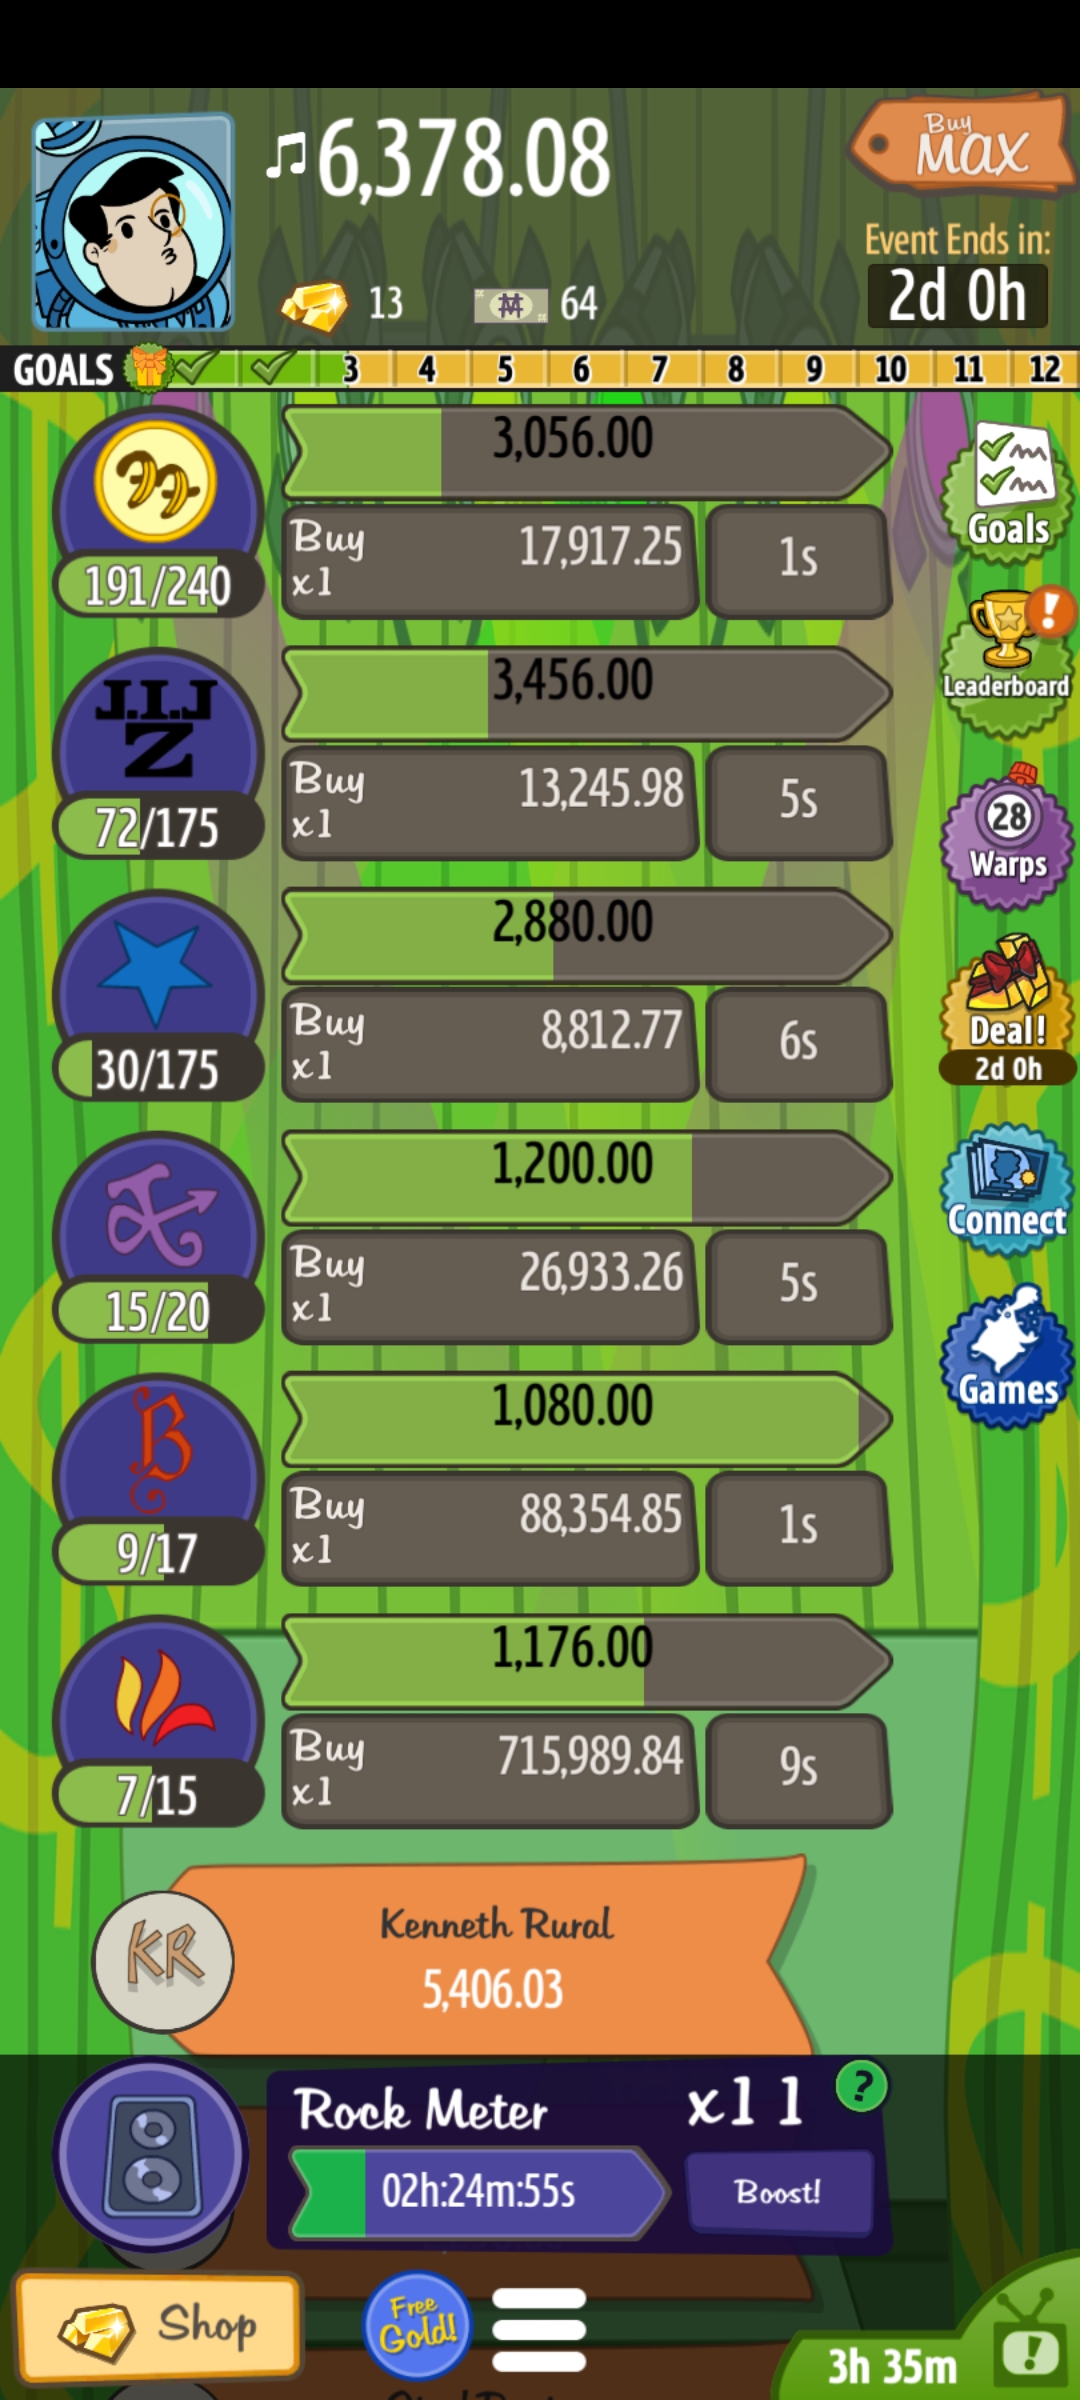 6,378.08
Buy
MAX
Event Ends in:
2d 0h
13
64
GOALS 3 4 5 6 7 8 9 10 11 12
3,056.00
Buy
x1
17,917.25
1s
191/240
Goals
J.I.J
Z
3,456.00
Buy
x1
13,245.98
5s
72/175
Leaderboard
28
Warps
2,880.00
Buy
x1
8,812.77
6s
30/175
Deal!
2d 0h
1,200.00
Buy
x1
26,933.26
5s
15/20
Connect
B
1,080.00
Buy
x1
88,354.85
1s
9/17
Games
1,176.00
Buy
x1
715,989.84
9s
7/15
KR
Kenneth Rural
5,406.03
Rock Meter
x11
?
02h:24m:55s
Boost!
Shop
Free
Gold!
3h 35m